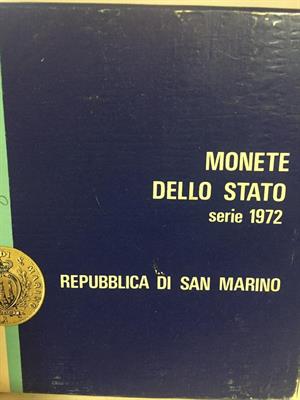 MONETE
DELLO STATO
serie 1972
REPUBBLICA DI SAN MARINO